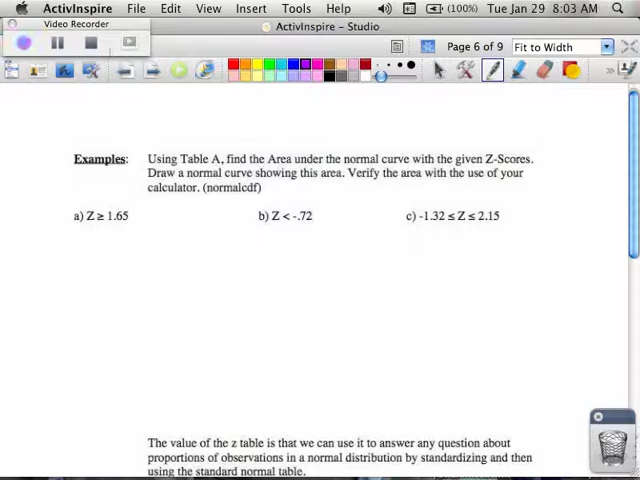 ActivInspire File Edit View Insert Tools Help (100%) Tue Jan 29 8:03 AM
Video Recorder
ActivInspire – Studio
Page 6 of 9 Fit to Width
Examples: Using Table A, find the Area under the normal curve with the given Z-Scores.
Draw a normal curve showing this area. Verify the area with the use of your
calculator. (normalcdf)
a) Z ≥ 1.65 b) Z < -.72 c) -1.32 ≤ Z ≤ 2.15
The value of the z table is that we can use it to answer any question about
proportions of observations in a normal distribution by standardizing and then
using the standard normal table.